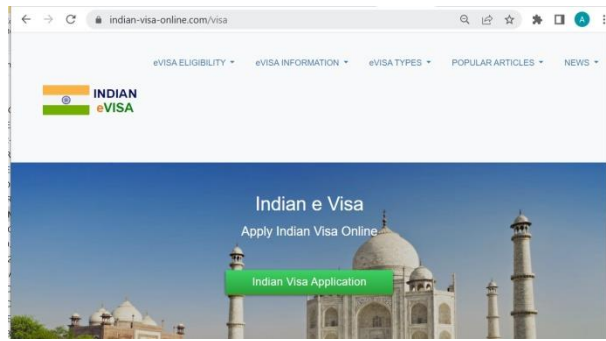 indian-visa-online.com/visa
A
eVISA ELIGIBILITY
eVISA INFORMATION
eVISA TYPES
POPULAR ARTICLES
NEWS
INDIAN
eVISA
Indian e Visa
Apply Indian Visa Online
Indian Visa Application